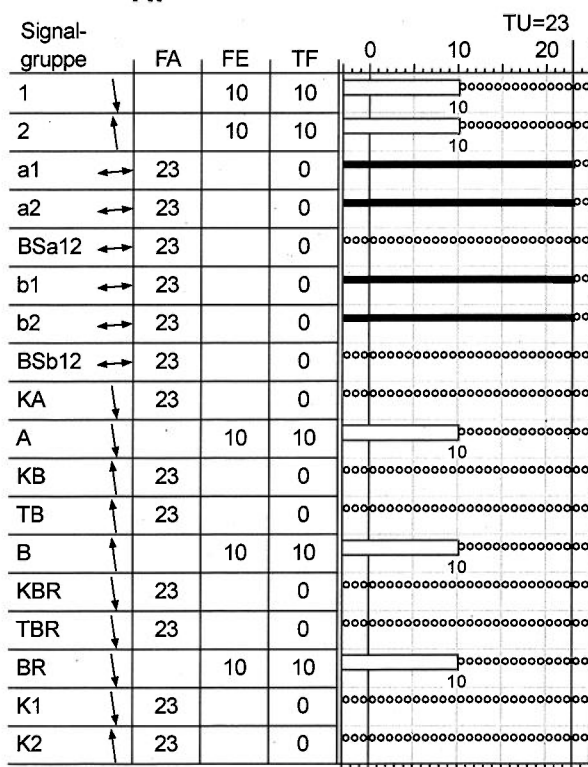 TU=23
Signal-
gruppe FA FE TF 0 10 20
1 10 10
10
2 10 10
10
a1 23 0
a2 23 0
BSa12 23 0
b1 23 0
b2 23 0
BSb12 23 0
KA 23 0
A 10 10
10
KB 23 0
TB 23 0
B 10 10
10
KBR 23 0
TBR 23 0
BR 10 10
10
K1 23 0
K2 23 0